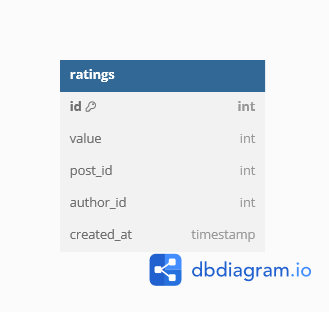 ratings
id int
value int
post_id int
author_id int
created_at timestamp
dbdiagram.io